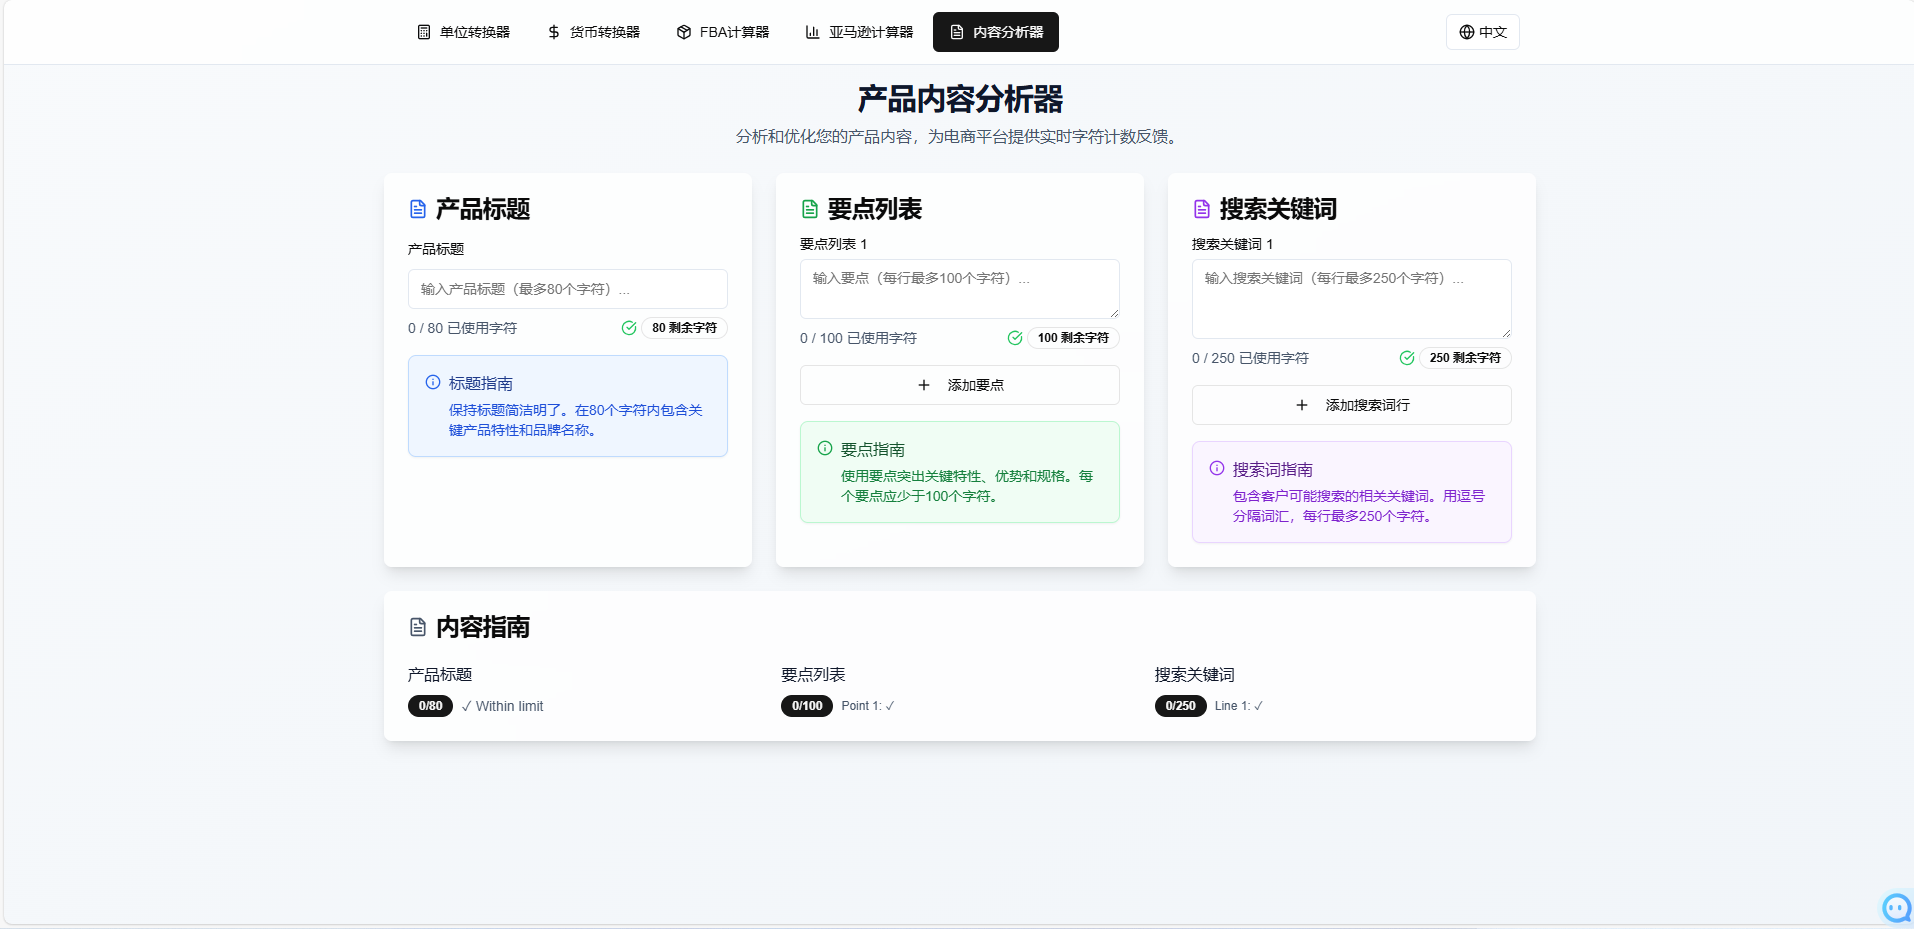 单位转换器
货币转换器
FBA计算器
亚马逊计算器
内容分析器
中文
产品内容分析器
分析和优化您的产品内容，为电商平台提供实时字符计数反馈。
产品标题
产品标题
输入产品标题（最多80个字符）...
0 / 80 已使用字符
80 剩余字符
标题指南
保持标题简洁明了。在80个字符内包含关
键产品特性和品牌名称。
要点列表
要点列表 1
输入要点（每行最多100个字符）...
0 / 100 已使用字符
100 剩余字符
添加要点
要点指南
使用要点突出关键特性、优势和规格。每
个要点应少于100个字符。
搜索关键词
搜索关键词 1
输入搜索关键词（每行最多250个字符）...
0 / 250 已使用字符
250 剩余字符
添加搜索词行
搜索词指南
包含客户可能搜索的相关关键词。用逗号
分隔词汇，每行最多250个字符。
内容指南
产品标题
0/80 ✓ Within limit
要点列表
0/100 Point 1: ✓
搜索关键词
0/250 Line 1: ✓